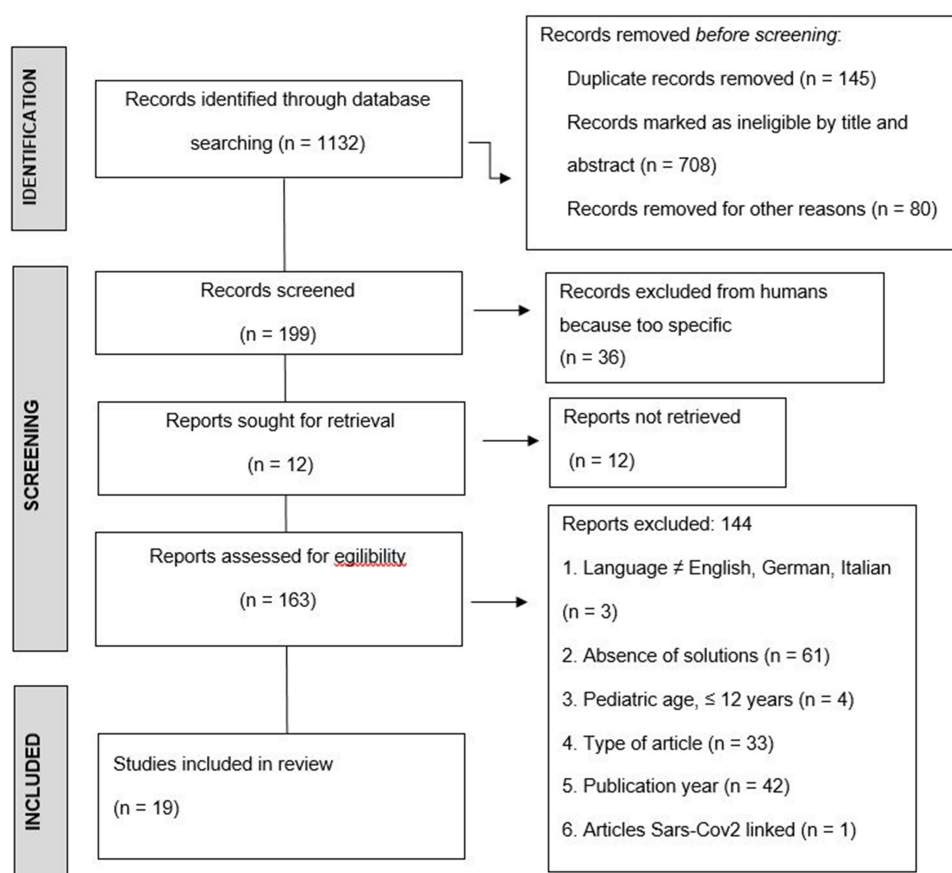 IDENTIFICATION
Records identified through database
searching (n = 1132)
Records removed before screening:
Duplicate records removed (n = 145)
Records marked as ineligible by title and
abstract (n = 708)
Records removed for other reasons (n = 80)
SCREENING
Records screened
(n = 199)
Records excluded from humans
because too specific
(n = 36)
Reports sought for retrieval
(n = 12)
Reports not retrieved
(n = 12)
Reports assessed for egilibility
(n = 163)
Reports excluded: 144
1. Language ≠ English, German, Italian
(n = 3)
2. Absence of solutions (n = 61)
3. Pediatric age, ≤ 12 years (n = 4)
4. Type of article (n = 33)
5. Publication year (n = 42)
6. Articles Sars-Cov2 linked (n = 1)
INCLUDED
Studies included in review
(n = 19)